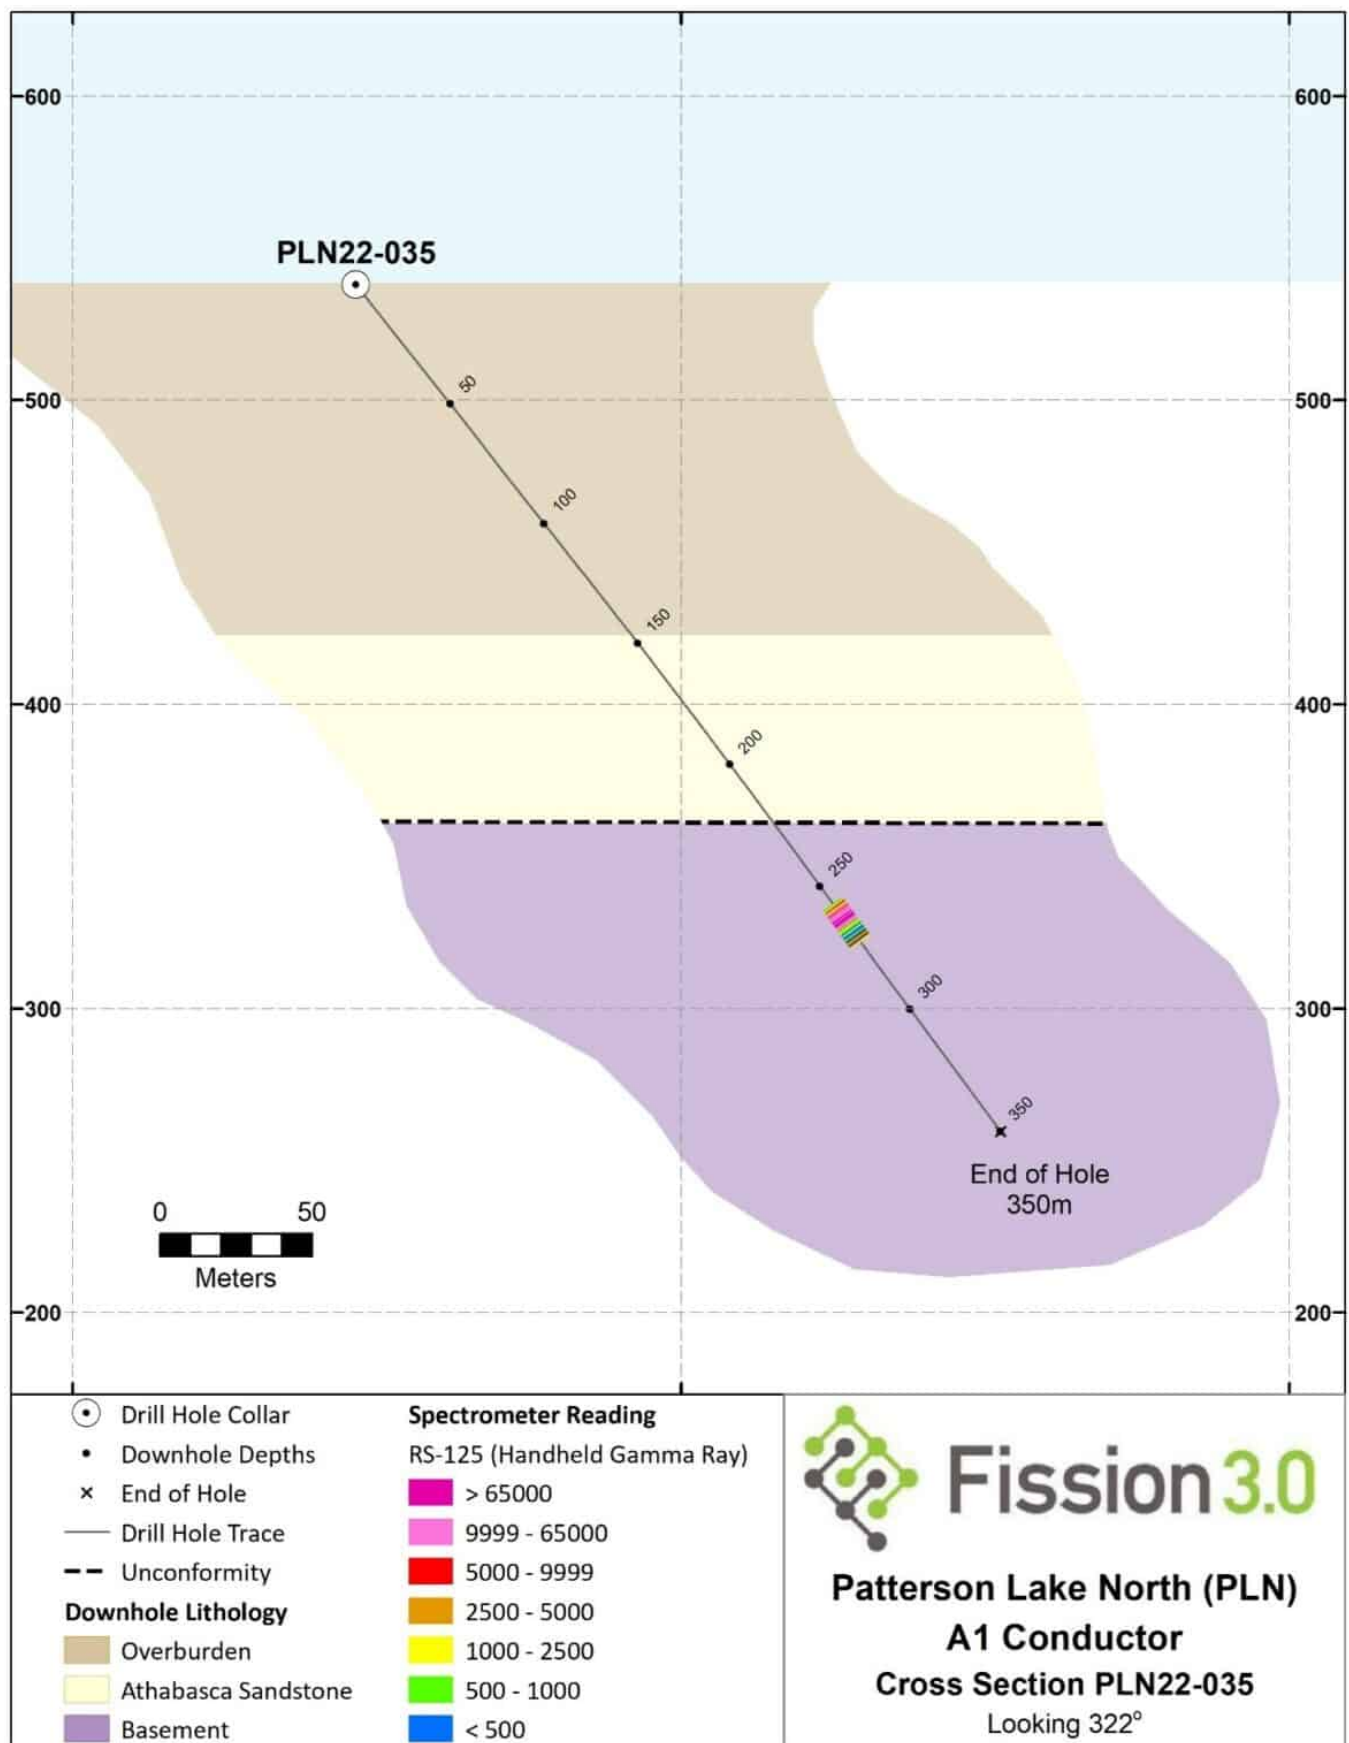 600 600
PLN22-035
50
500 500
100
150
400 400
200
250
300
300 300
350
End of Hole
350m
0 50
Meters
200 200
Drill Hole Collar
Downhole Depths
End of Hole
Drill Hole Trace
Unconformity
Downhole Lithology
Overburden
Athabasca Sandstone
Basement
Spectrometer Reading
RS-125 (Handheld Gamma Ray)
> 65000
9999 - 65000
5000 - 9999
2500 - 5000
1000 - 2500
500 - 1000
< 500
Fission 3.0
Patterson Lake North (PLN)
A1 Conductor
Cross Section PLN22-035
Looking 322°